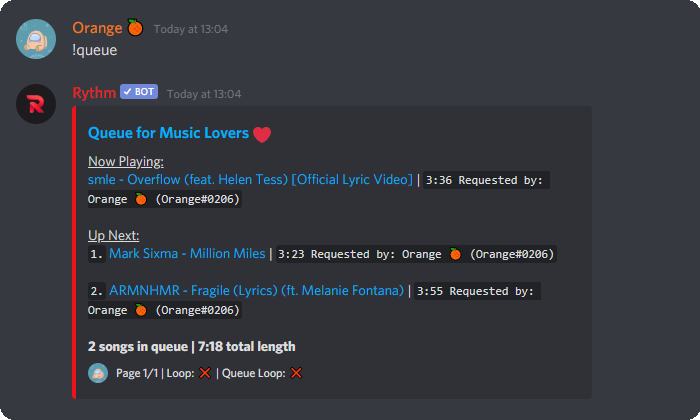 Orange 🍊 Today at 13:04
!queue
Rythm ✓ BOT Today at 13:04
Queue for Music Lovers ❤️
Now Playing:
smle - Overflow (feat. Helen Tess) [Official Lyric Video] | 3:36 Requested by:
Orange 🍊 (Orange#0206)
Up Next:
1. Mark Sixma - Million Miles | 3:23 Requested by: Orange 🍊 (Orange#0206)
2. ARMNHMR - Fragile (Lyrics) (ft. Melanie Fontana) | 3:55 Requested by:
Orange 🍊 (Orange#0206)
2 songs in queue | 7:18 total length
Page 1/1 | Loop: ❌ | Queue Loop: ❌